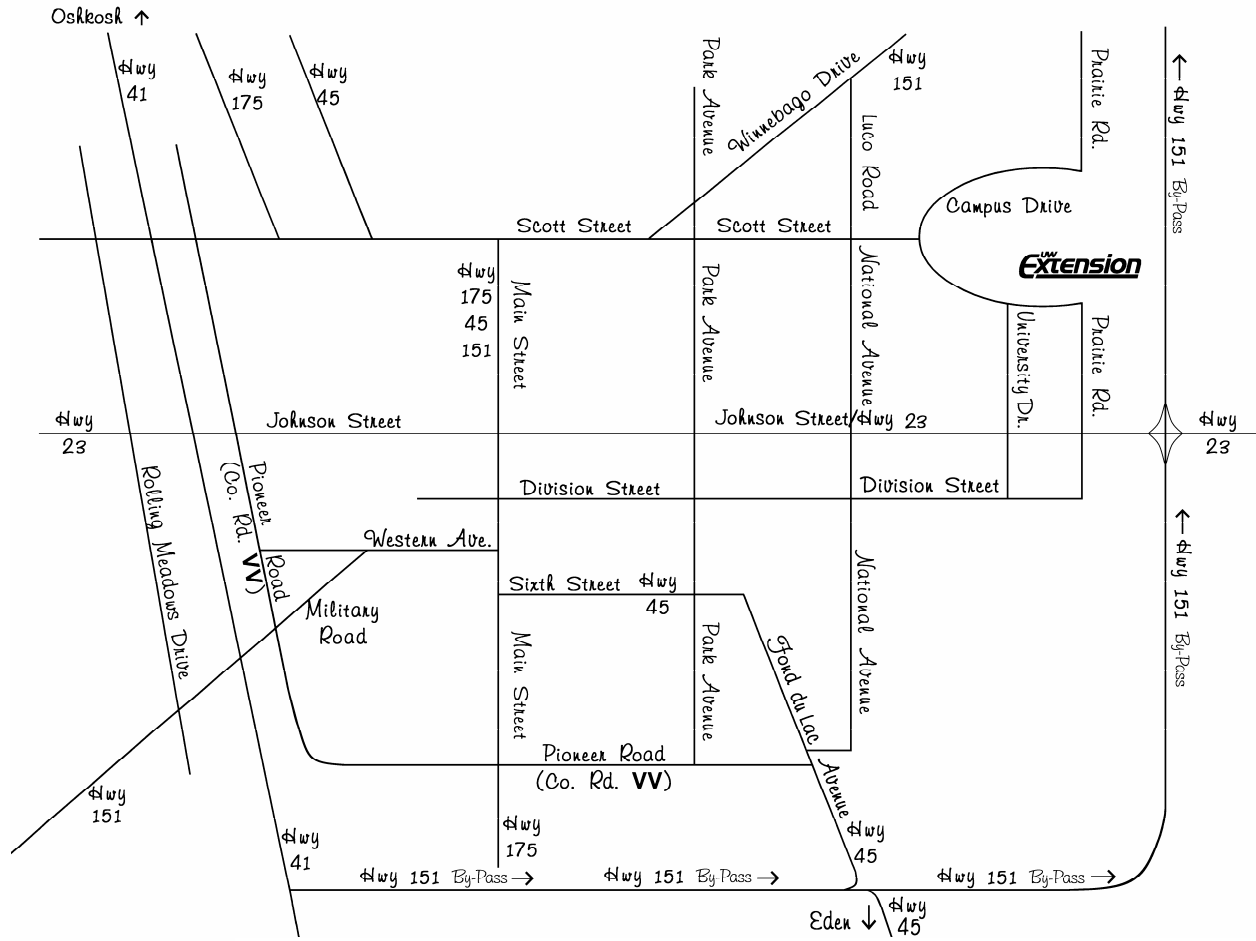 Oshkosh ↑
Hwy
41
Hwy
175
Hwy
45
Park Avenue
Winnebago Drive
Hwy
151
Luco Road
Prairie Rd.
← Hwy 151 By-Pass
Scott Street
Scott Street
Campus Drive
UW
Extension
Hwy
175
45
151
Main Street
Park Avenue
National Avenue
University Dr.
Prairie Rd.
Hwy
23
Johnson Street
Johnson Street/Hwy 23
Hwy
23
Rolling Meadows Drive
Pioneer Road
(Co. Rd. VV)
Division Street
Division Street
Western Ave.
Sixth Street
Hwy
45
Military
Road
Main Street
Park Avenue
Fond du Lac Avenue
National Avenue
← Hwy 151 By-Pass
Pioneer Road
(Co. Rd. VV)
Hwy
151
Hwy
41
Hwy
175
Hwy
45
Hwy 151 By-Pass →
Hwy 151 By-Pass →
Hwy 151 By-Pass →
Eden ↓
Hwy
45